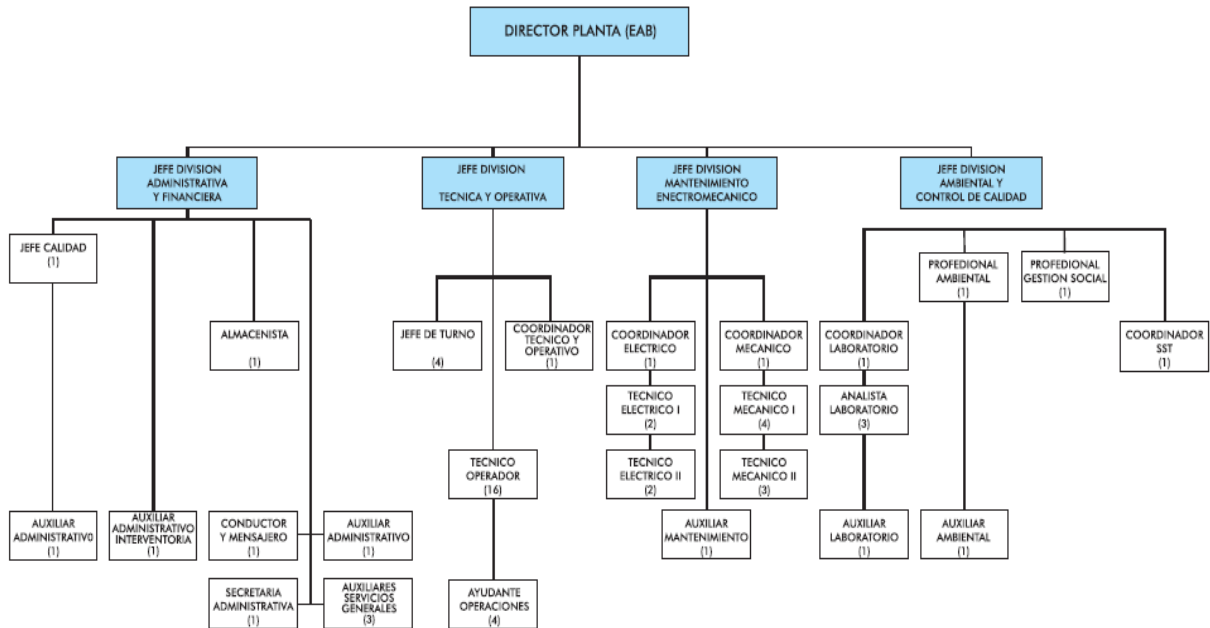 DIRECTOR PLANTA (EAB)
JEFE DIVISION
ADMINISTRATIVA
Y FINANCIERA
JEFE DIVISION
TECNICA Y OPERATIVA
JEFE DIVISION
MANTENIMIENTO
ENECTROMECANICO
JEFE DIVISION
AMBIENTAL Y
CONTROL DE CALIDAD
JEFE CALIDAD
(1)
PROFEDIONAL
AMBIENTAL
(1)
PROFEDIONAL
GESTION SOCIAL
(1)
ALMACENISTA
(1)
JEFE DE TURNO
(4)
COORDINADOR
TECNICO Y
OPERATIVO
(1)
COORDINADOR
ELECTRICO
(1)
COORDINADOR
MECANICO
(1)
COORDINADOR
LABORATORIO
(1)
COORDINADOR
SST
(1)
TECNICO
ELECTRICO I
(2)
TECNICO
MECANICO I
(4)
ANALISTA
LABORATORIO
(3)
TECNICO
OPERADOR
(16)
TECNICO
ELECTRICO II
(2)
TECNICO
MECANICO II
(3)
AUXILIAR
ADMINISTRATIVO
(1)
AUXILIAR
ADMINISTRATIVO
INTERVENTORIA
(1)
CONDUCTOR
Y MENSAJERO
(1)
AUXILIAR
ADMINISTRATIVO
(1)
AUXILIAR
MANTENIMIENTO
(1)
AUXILIAR
LABORATORIO
(1)
AUXILIAR
AMBIENTAL
(1)
SECRETARIA
ADMINISTRATIVA
(1)
AUXILIARES
SERVICIOS
GENERALES
(3)
AYUDANTE
OPERACIONES
(4)